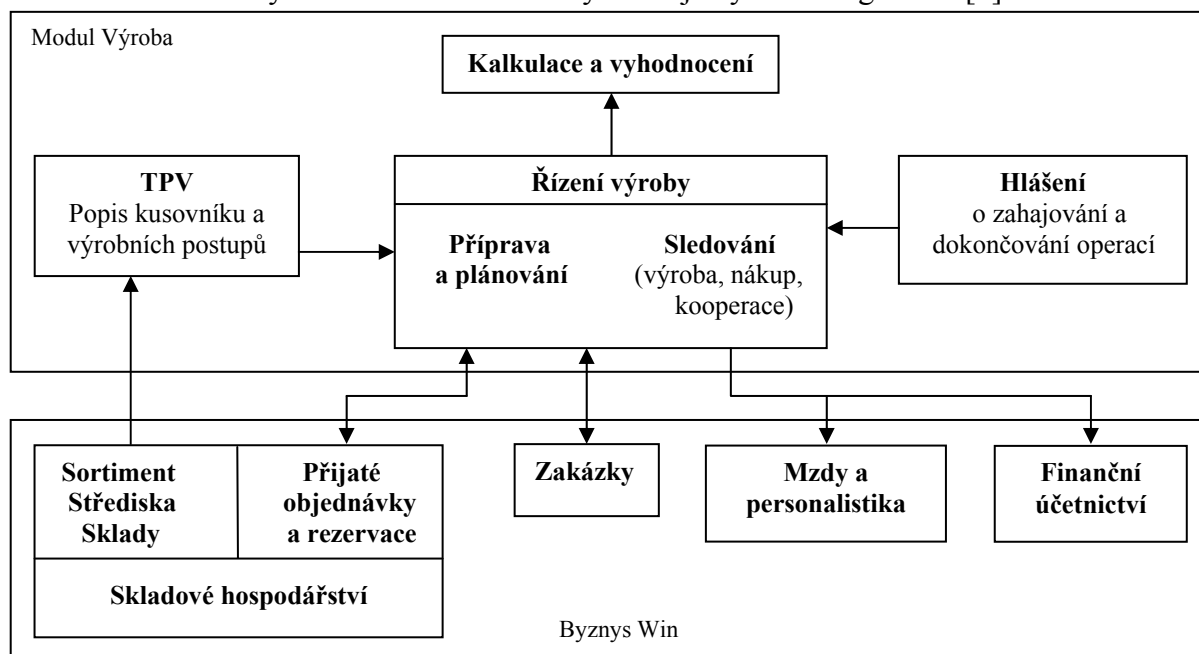 Modul Výroba
Kalkulace a vyhodnocení
TPV
Popis kusovníku a
výrobních postupů
Řízení výroby
Příprava
a plánování
Sledování
(výroba, nákup,
kooperace)
Hlášení
o zahajování a
dokončování operací
Sortiment
Střediska
Sklady
Přijaté
objednávky
a rezervace
Skladové hospodářství
Zakázky
Mzdy a
personalistika
Finanční
účetnictví
Byznys Win